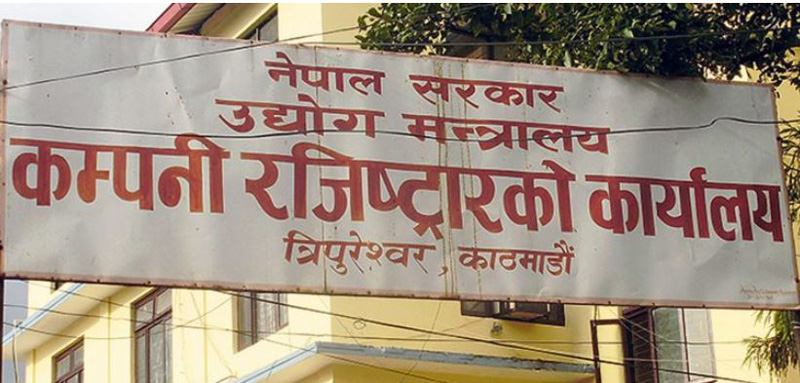 नेपाल सरकार
उद्योग मन्त्रालय
कम्पनी रजिष्ट्रारको कार्यालय
त्रिपुरेश्वर, काठमाडौं